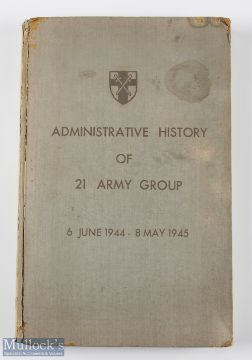 ADMINISTRATIVE HISTORY
OF
21 ARMY GROUP
6 JUNE 1944 - 8 MAY 1945
Mullock's